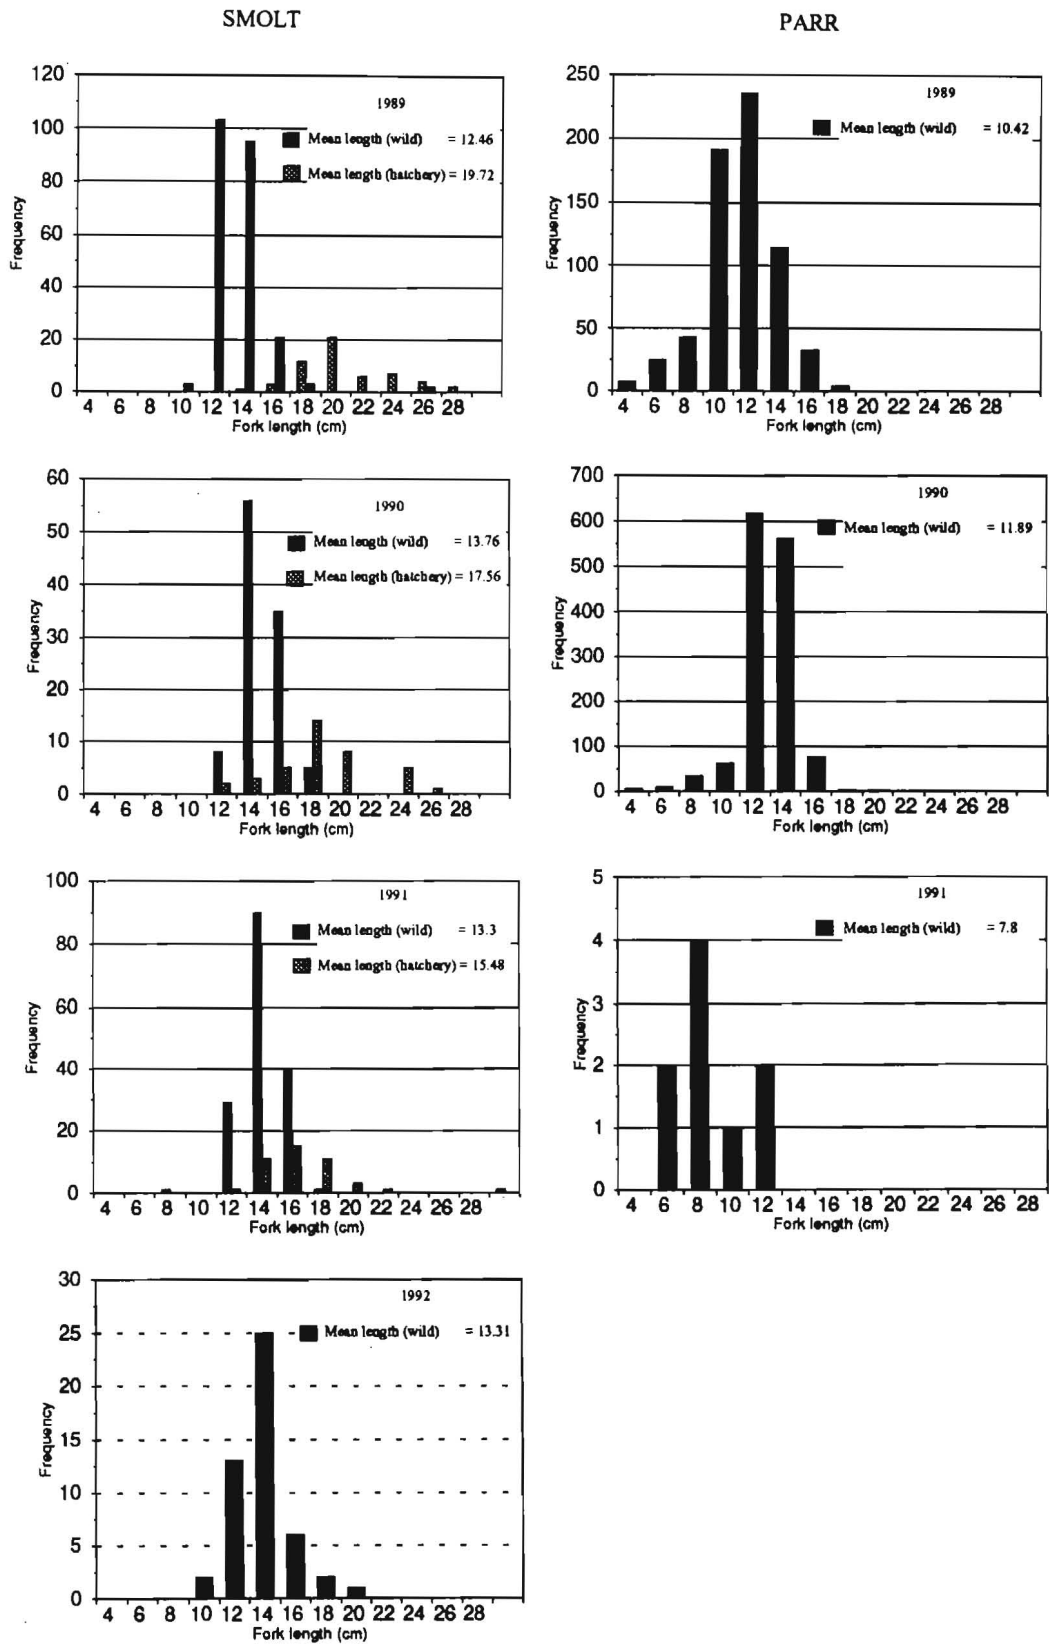 SMOLT
PARR
120
100
80
60
40
20
0
Frequency
1989
Mean length (wild) = 12.46
Mean length (hatchery) = 19.72
4 6 8 10 12 14 16 18 20 22 24 26 28
Fork length (cm)
250
200
150
100
50
0
Frequency
1989
Mean length (wild) = 10.42
4 6 8 10 12 14 16 18 20 22 24 26 28
Fork length (cm)
60
50
40
30
20
10
0
Frequency
1990
Mean length (wild) = 13.76
Mean length (hatchery) = 17.56
4 6 8 10 12 14 16 18 20 22 24 26 28
Fork length (cm)
700
600
500
400
300
200
100
0
Frequency
1990
Mean length (wild) = 11.89
4 6 8 10 12 14 16 18 20 22 24 26 28
Fork length (cm)
100
80
60
40
20
0
Frequency
1991
Mean length (wild) = 13.3
Mean length (hatchery) = 15.48
4 6 8 10 12 14 16 18 20 22 24 26 28
Fork length (cm)
5
4
3
2
1
0
Frequency
1991
Mean length (wild) = 7.8
4 6 8 10 12 14 16 18 20 22 24 26 28
Fork length (cm)
30
25
20
15
10
5
0
Frequency
1992
Mean length (wild) = 13.31
4 6 8 10 12 14 16 18 20 22 24 26 28
Fork length (cm)